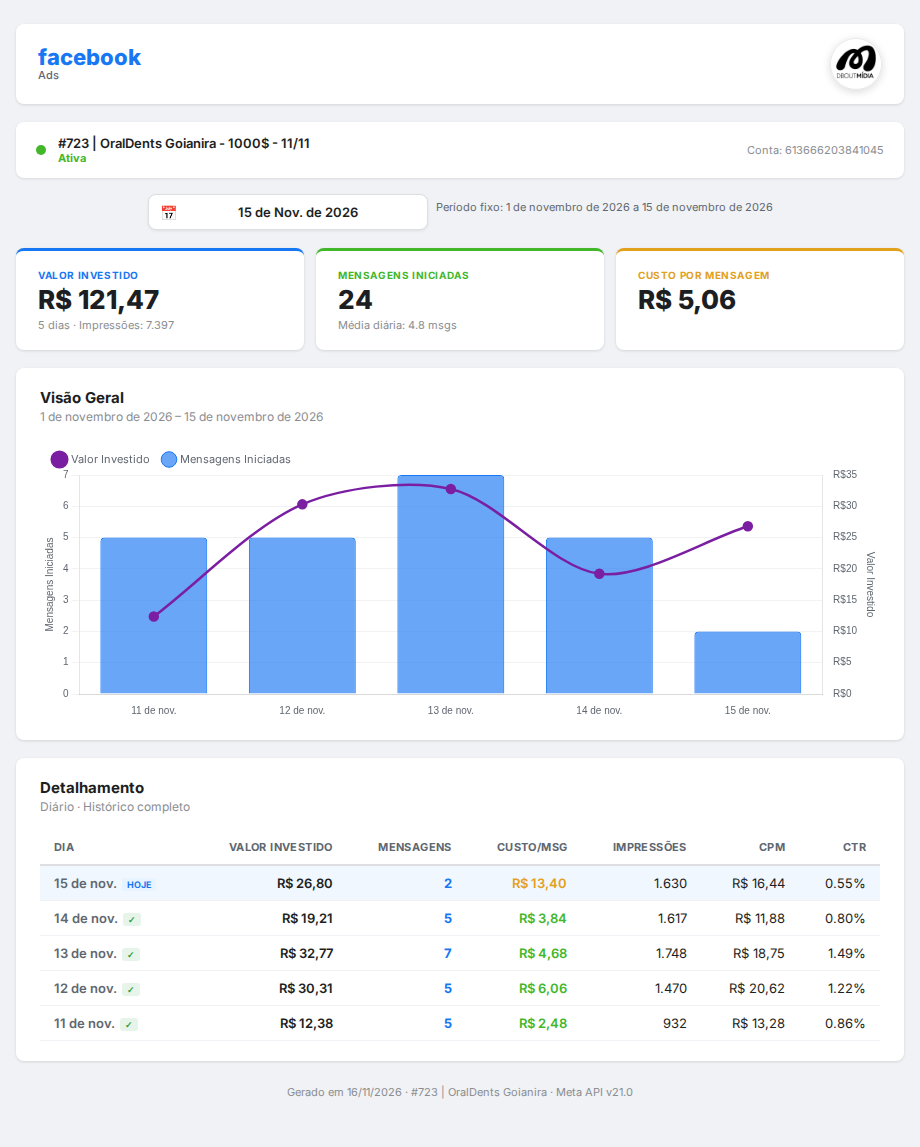 facebook
Ads
DBOUTMÍDIA
#723 | OralDents Goianira - 1000$ - 11/11
Ativa
Conta: 613666203841045
15 de Nov. de 2026
Período fixo: 1 de novembro de 2026 a 15 de novembro de 2026
VALOR INVESTIDO
R$ 121,47
5 dias · Impressões: 7.397
MENSAGENS INICIADAS
24
Média diária: 4.8 msgs
CUSTO POR MENSAGEM
R$ 5,06
Visão Geral
1 de novembro de 2026 – 15 de novembro de 2026
Valor Investido Mensagens Iniciadas
Mensagens Iniciadas
7
6
5
4
3
2
1
0
R$35
R$30
R$25
R$20
R$15
R$10
R$5
R$0
Valor Investido
11 de nov. 12 de nov. 13 de nov. 14 de nov. 15 de nov.
Detalhamento
Diário · Histórico completo
DIA VALOR INVESTIDO MENSAGENS CUSTO/MSG IMPRESSÕES CPM CTR
15 de nov. HOJE R$ 26,80 2 R$ 13,40 1.630 R$ 16,44 0.55%
14 de nov. ✓ R$ 19,21 5 R$ 3,84 1.617 R$ 11,88 0.80%
13 de nov. ✓ R$ 32,77 7 R$ 4,68 1.748 R$ 18,75 1.49%
12 de nov. ✓ R$ 30,31 5 R$ 6,06 1.470 R$ 20,62 1.22%
11 de nov. ✓ R$ 12,38 5 R$ 2,48 932 R$ 13,28 0.86%
Gerado em 16/11/2026 · #723 | OralDents Goianira · Meta API v21.0